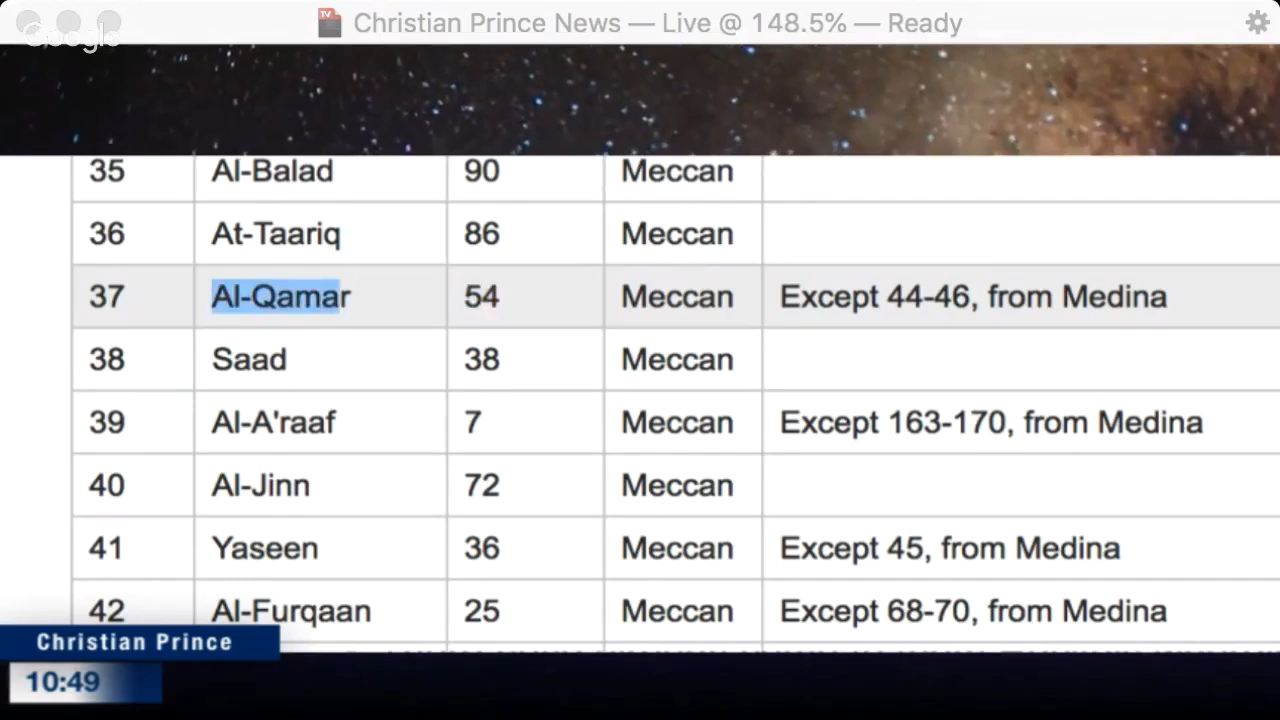 Christian Prince News — Live @ 148.5% — Ready
Google
35 Al-Balad 90 Meccan
36 At-Taariq 86 Meccan
37 Al-Qamar 54 Meccan Except 44-46, from Medina
38 Saad 38 Meccan
39 Al-A'raaf 7 Meccan Except 163-170, from Medina
40 Al-Jinn 72 Meccan
41 Yaseen 36 Meccan Except 45, from Medina
42 Al-Furqaan 25 Meccan Except 68-70, from Medina
Christian Prince
10:49